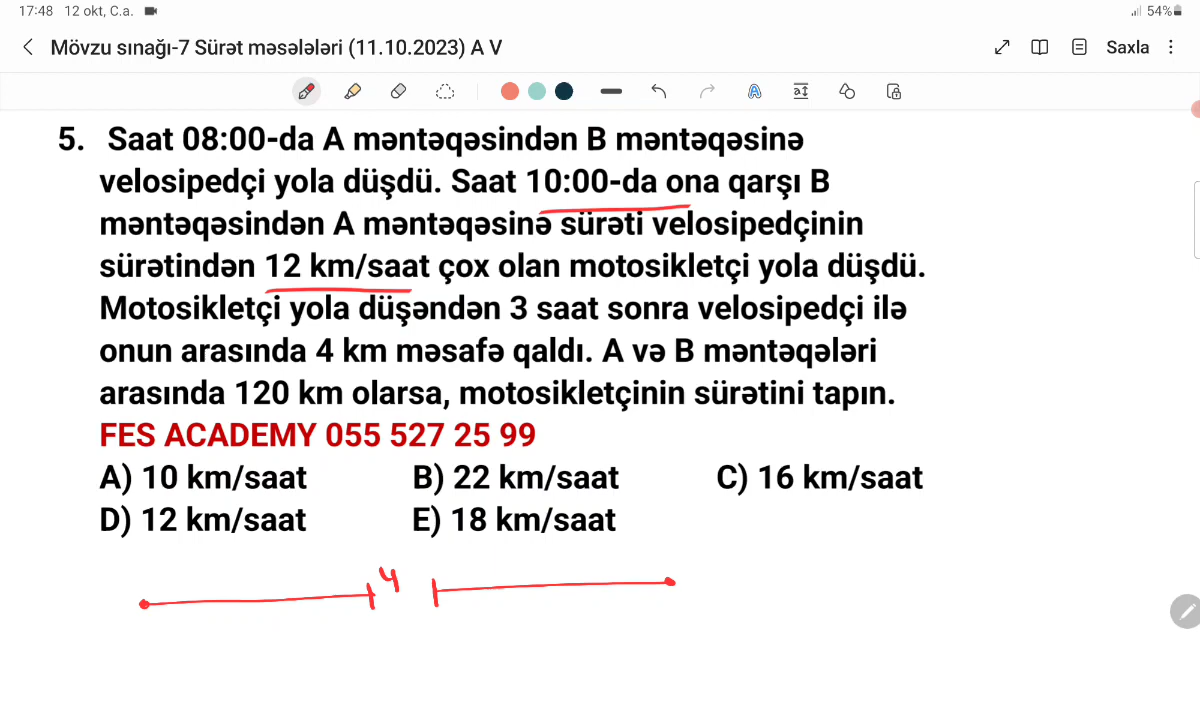 17:48 12 okt, C.a. 54%
Mövzu sınağı-7 Sürət məsələləri (11.10.2023) A V Saxla
5. Saat 08:00-da A məntəqəsindən B məntəqəsinə
velosipedçi yola düşdü. Saat 10:00-da ona qarşı B
məntəqəsindən A məntəqəsinə sürəti velosipedçinin
sürətindən 12 km/saat çox olan motosikletçi yola düşdü.
Motosikletçi yola düşəndən 3 saat sonra velosipedçi ilə
onun arasında 4 km məsafə qaldı. A və B məntəqələri
arasında 120 km olarsa, motosikletçinin sürətini tapın.
FES ACADEMY 055 527 25 99
A) 10 km/saat B) 22 km/saat C) 16 km/saat
D) 12 km/saat E) 18 km/saat
4